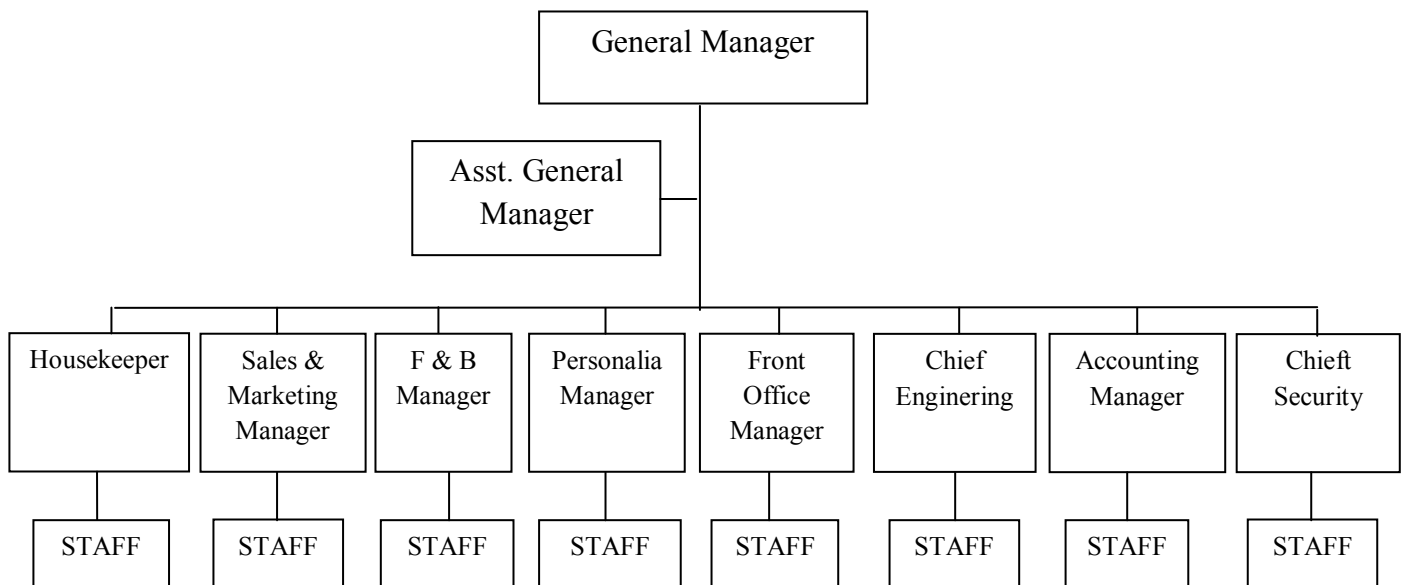 General Manager
Asst. General
Manager
Housekeeper
Sales &
Marketing
Manager
F & B
Manager
Personalia
Manager
Front
Office
Manager
Chief
Enginering
Accounting
Manager
Chieft
Security
STAFF
STAFF
STAFF
STAFF
STAFF
STAFF
STAFF
STAFF